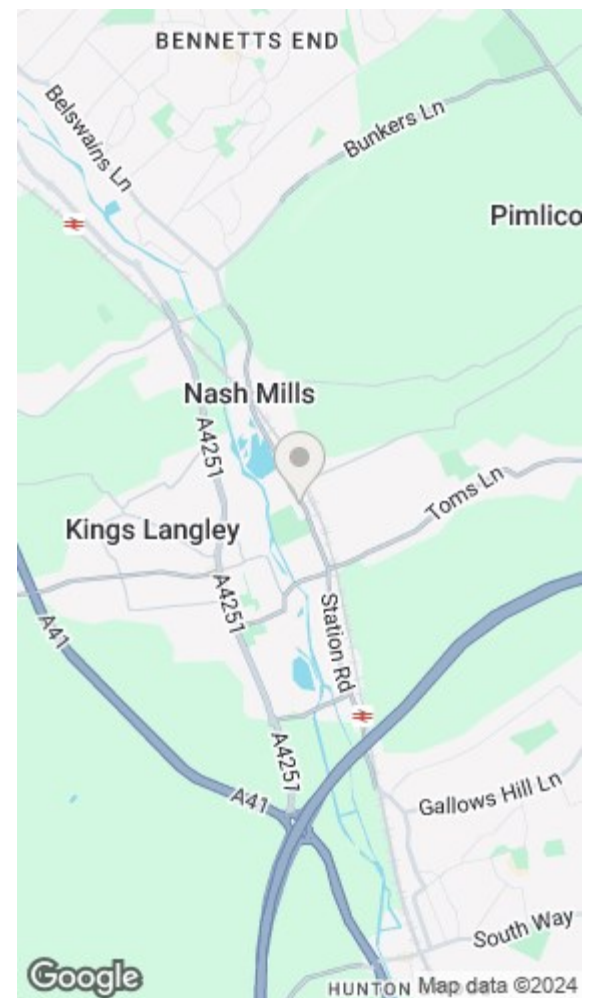 BENNETTS END
Belswains Ln
Bunkers Ln
Pimlico
Nash Mills
A4251
Toms Ln
Kings Langley
A4251
Station Rd
A41
A4251
A41
Gallows Hill Ln
South Way
Google
HUNTON
Map data ©2024